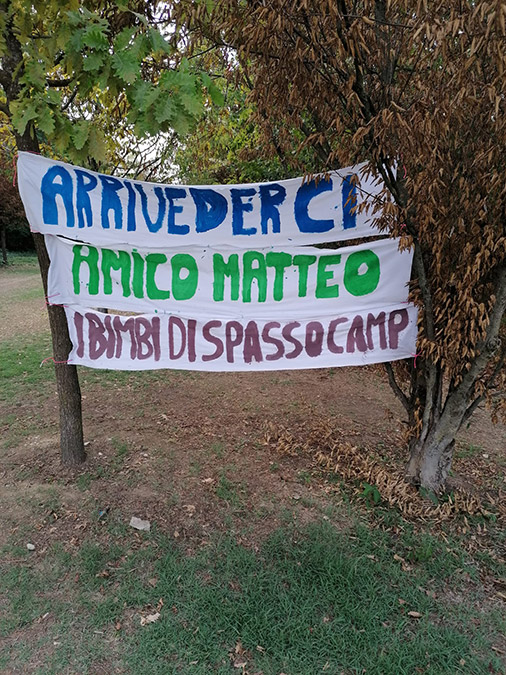 ARRIVEDERCI
AMICO MATTEO
I BIMBI DI SPASSOCAMP